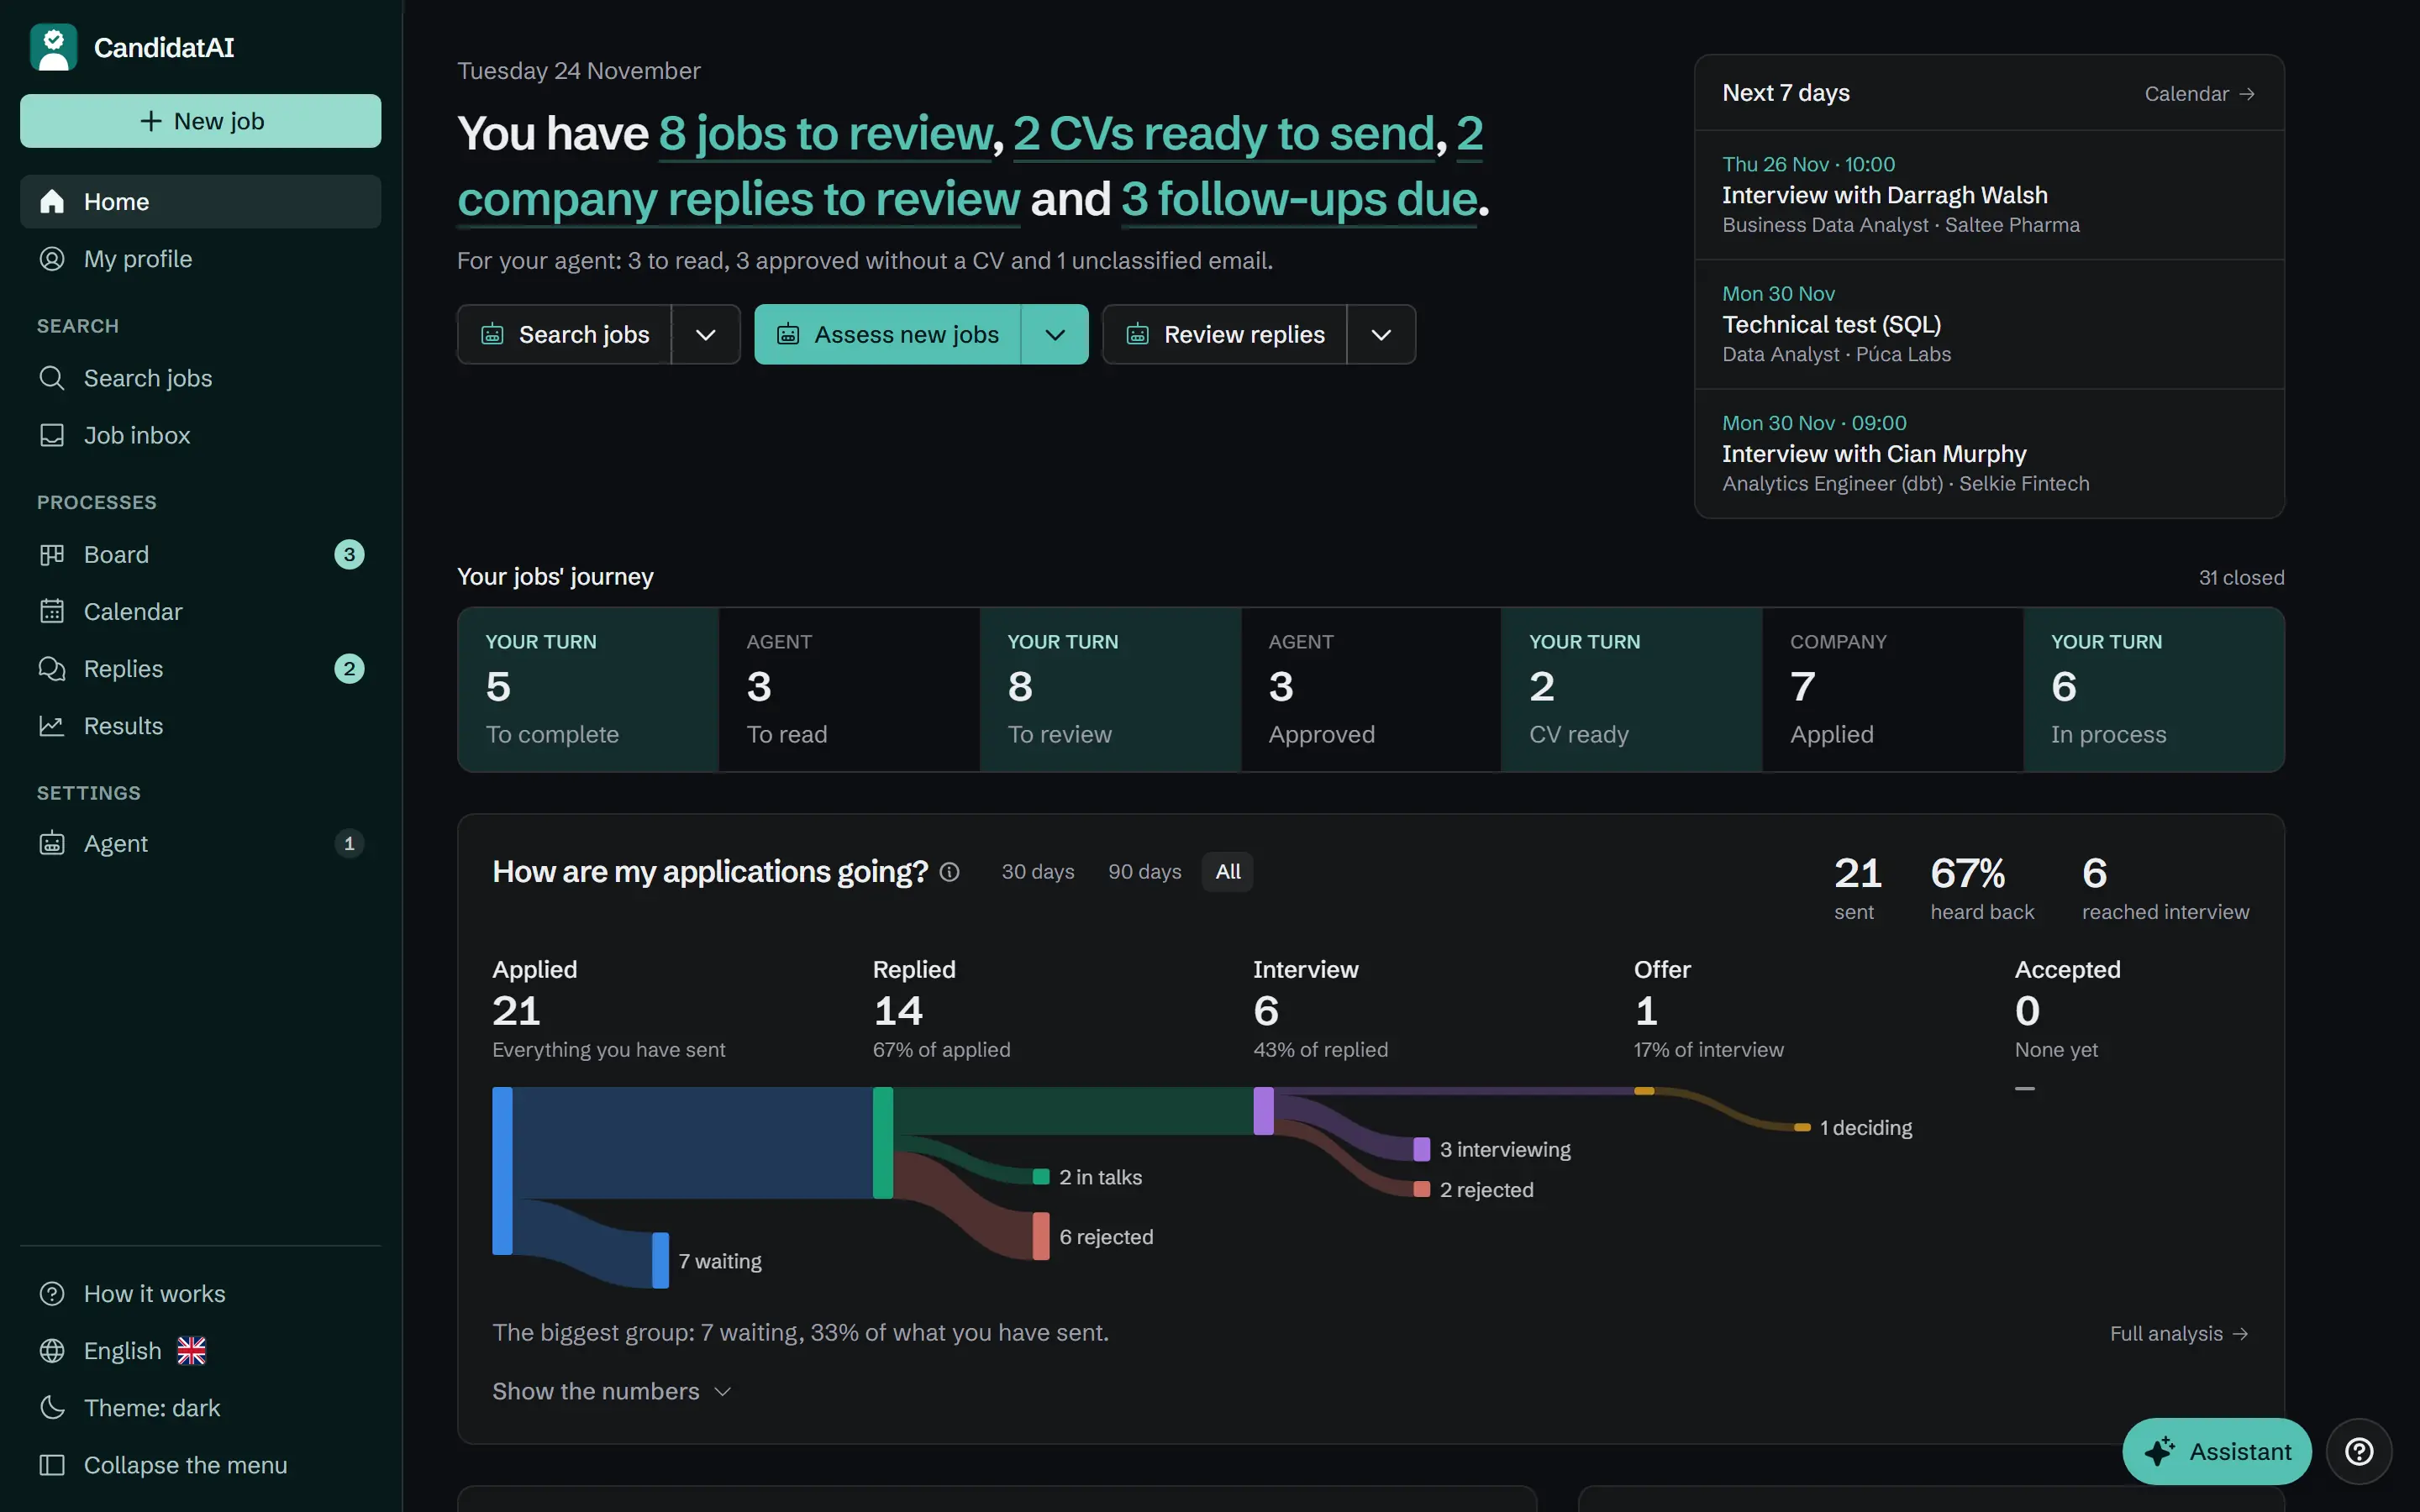 CandidatAI
New job
Home
My profile
SEARCH
Search jobs
Job inbox
PROCESSES
Board 3
Calendar
Replies 2
Results
SETTINGS
Agent 1
How it works
English
Theme: dark
Collapse the menu
Tuesday 24 November
You have 8 jobs to review, 2 CVs ready to send, 2
company replies to review and 3 follow-ups due.
For your agent: 3 to read, 3 approved without a CV and 1 unclassified email.
Search jobs
Assess new jobs
Review replies
Next 7 days
Calendar →
Thu 26 Nov · 10:00
Interview with Darragh Walsh
Business Data Analyst · Saltee Pharma
Mon 30 Nov
Technical test (SQL)
Data Analyst · Púca Labs
Mon 30 Nov · 09:00
Interview with Cian Murphy
Analytics Engineer (dbt) · Selkie Fintech
Your jobs' journey
31 closed
YOUR TURN
5
To complete
AGENT
3
To read
YOUR TURN
8
To review
AGENT
3
Approved
YOUR TURN
2
CV ready
COMPANY
7
Applied
YOUR TURN
6
In process
How are my applications going?
30 days
90 days
All
21
sent
67%
heard back
6
reached interview
Applied
21
Everything you have sent
Replied
14
67% of applied
Interview
6
43% of replied
Offer
1
17% of interview
Accepted
0
None yet
—
1 deciding
3 interviewing
2 in talks
2 rejected
6 rejected
7 waiting
The biggest group: 7 waiting, 33% of what you have sent.
Full analysis →
Show the numbers
Assistant